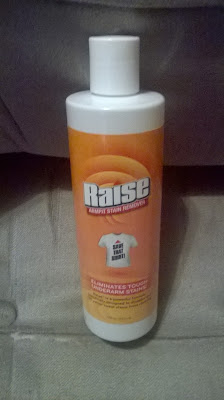 Raise
ARMPIT STAIN REMOVER
SAVE
THAT
SHIRT!
ELIMINATES TOUGH
UNDERARM STAINS